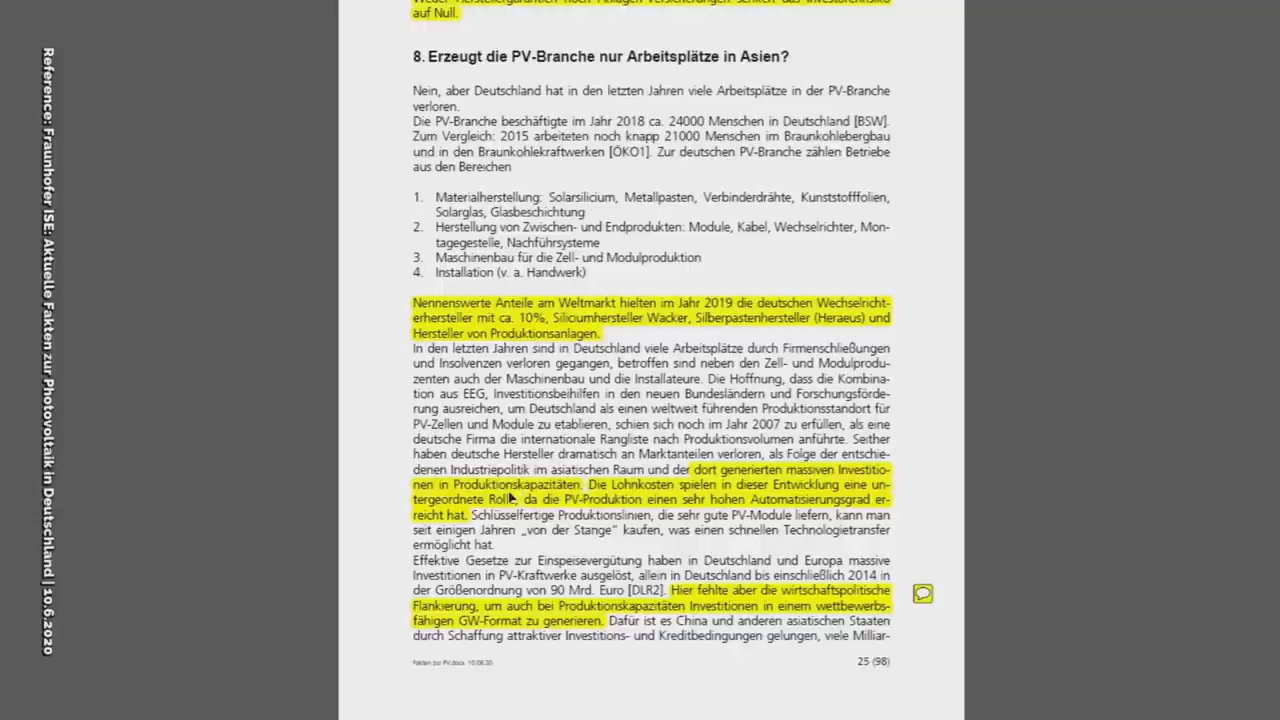 Weder Herstellergarantien noch Anlagen-Versicherungen senken das Investorenrisiko
auf Null.
8. Erzeugt die PV-Branche nur Arbeitsplätze in Asien?
Nein, aber Deutschland hat in den letzten Jahren viele Arbeitsplätze in der PV-Branche
verloren.
Die PV-Branche beschäftigte im Jahr 2018 ca. 24000 Menschen in Deutschland [BSW].
Zum Vergleich: 2015 arbeiteten noch knapp 21000 Menschen im Braunkohlebergbau
und in den Braunkohlekraftwerken [ÖKO1]. Zur deutschen PV-Branche zählen Betriebe
aus den Bereichen
1. Materialherstellung: Solarsilicium, Metallpasten, Verbinderdrähte, Kunststofffolien,
Solarglas, Glasbeschichtung
2. Herstellung von Zwischen- und Endprodukten: Module, Kabel, Wechselrichter, Mon-
tagegestelle, Nachführsysteme
3. Maschinenbau für die Zell- und Modulproduktion
4. Installation (v. a. Handwerk)
Nennenswerte Anteile am Weltmarkt hielten im Jahr 2019 die deutschen Wechselricht-
erhersteller mit ca. 10%, Siliciumhersteller Wacker, Silberpastenhersteller (Heraeus) und
Hersteller von Produktionsanlagen.
In den letzten Jahren sind in Deutschland viele Arbeitsplätze durch Firmenschließungen
und Insolvenzen verloren gegangen, betroffen sind neben den Zell- und Modulprodu-
zenten auch der Maschinenbau und die Installateure. Die Hoffnung, dass die Kombina-
tion aus EEG, Investitionsbeihilfen in den neuen Bundesländern und Forschungsförde-
rung ausreichen, um Deutschland als einen weltweit führenden Produktionsstandort für
PV-Zellen und Module zu etablieren, schien sich noch im Jahr 2007 zu erfüllen, als eine
deutsche Firma die internationale Rangliste nach Produktionsvolumen anführte. Seither
haben deutsche Hersteller dramatisch an Marktanteilen verloren, als Folge der entschie-
denen Industriepolitik im asiatischen Raum und der dort generierten massiven Investitio-
nen in Produktionskapazitäten. Die Lohnkosten spielen in dieser Entwicklung eine un-
tergeordnete Rolle, da die PV-Produktion einen sehr hohen Automatisierungsgrad er-
reicht hat. Schlüsselfertige Produktionslinien, die sehr gute PV-Module liefern, kann man
seit einigen Jahren „von der Stange“ kaufen, was einen schnellen Technologietransfer
ermöglicht hat.
Effektive Gesetze zur Einspeisevergütung haben in Deutschland und Europa massive
Investitionen in PV-Kraftwerke ausgelöst, allein in Deutschland bis einschließlich 2014 in
der Größenordnung von 90 Mrd. Euro [DLR2]. Hier fehlte aber die wirtschaftspolitische
Flankierung, um auch bei Produktionskapazitäten Investitionen in einem wettbewerbs-
fähigen GW-Format zu generieren. Dafür ist es China und anderen asiatischen Staaten
durch Schaffung attraktiver Investitions- und Kreditbedingungen gelungen, viele Milliar-
Fakten zur PV.docx 10.06.20
25 (98)
Reference: Fraunhofer ISE: Aktuelle Fakten zur Photovoltaik in Deutschland | 10.6.2020